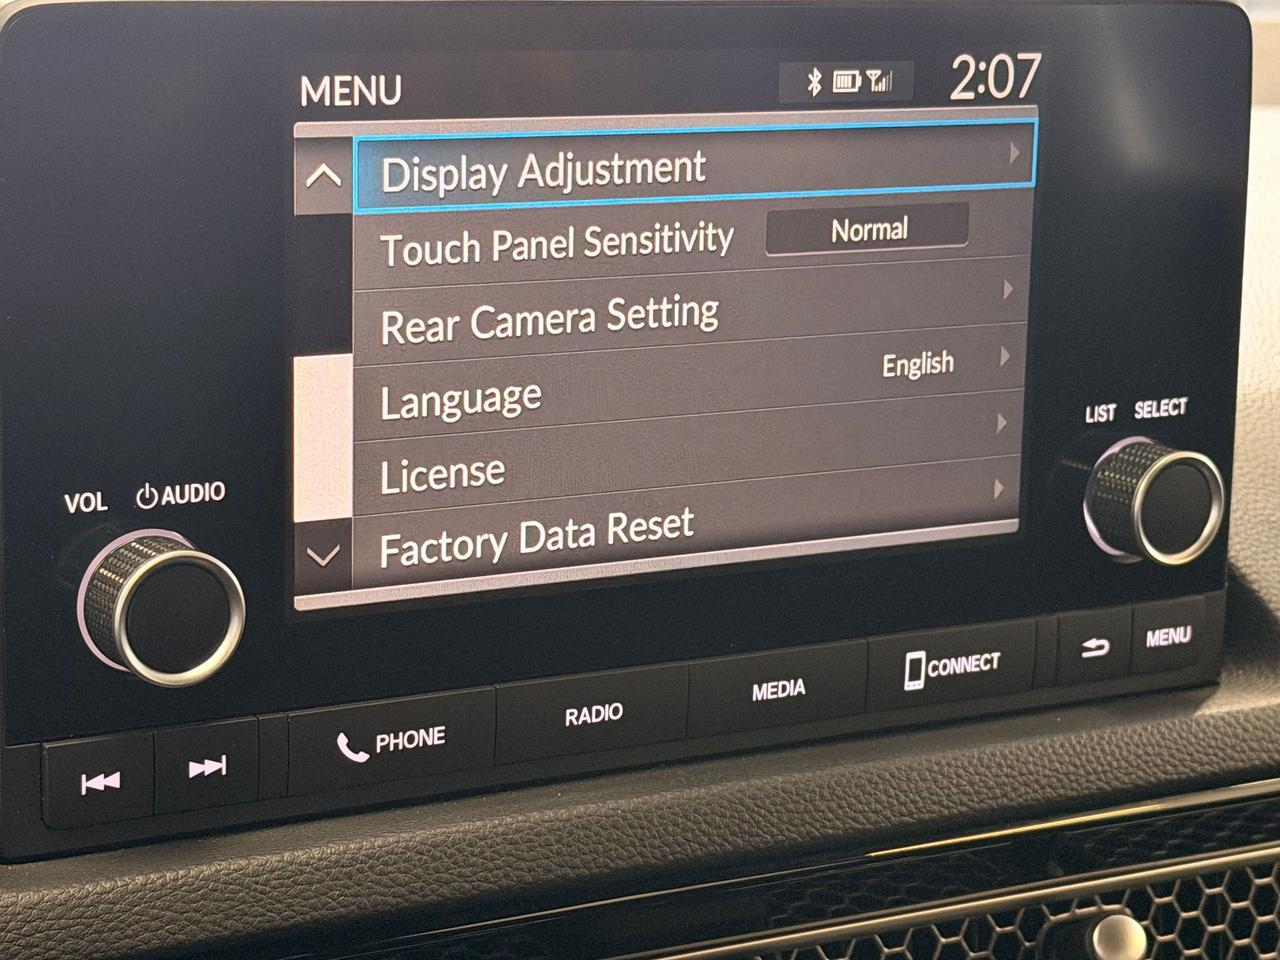 MENU 2:07
Display Adjustment
Touch Panel Sensitivity Normal
Rear Camera Setting
Language English
License
Factory Data Reset
LIST SELECT
VOL AUDIO
PHONE RADIO MEDIA CONNECT MENU